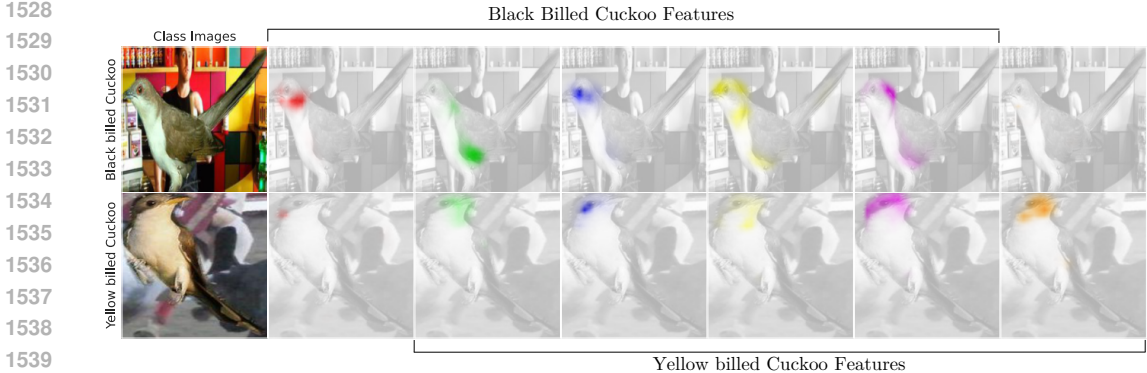 1528
Black Billed Cuckoo Features
1529
Class Images
1530
Black billed Cuckoo
1531
1532
1533
1534
Yellow billed Cuckoo
1535
1536
1537
1538
1539
Yellow billed Cuckoo Features